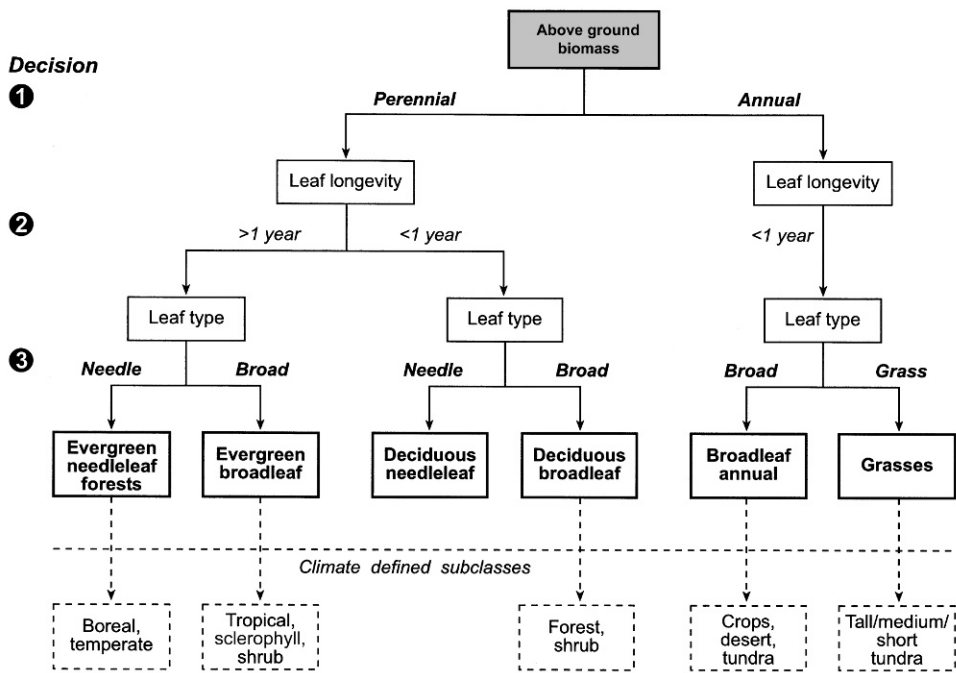 Above ground
biomass
Decision
1
Perennial
Annual
Leaf longevity
Leaf longevity
2
>1 year
<1 year
<1 year
Leaf type
Leaf type
Leaf type
3
Needle
Broad
Needle
Broad
Broad
Grass
Evergreen
needleleaf
forests
Evergreen
broadleaf
Deciduous
needleleaf
Deciduous
broadleaf
Broadleaf
annual
Grasses
Climate defined subclasses
Boreal,
temperate
Tropical,
sclerophyll,
shrub
Forest,
shrub
Crops,
desert,
tundra
Tall/medium/
short
tundra